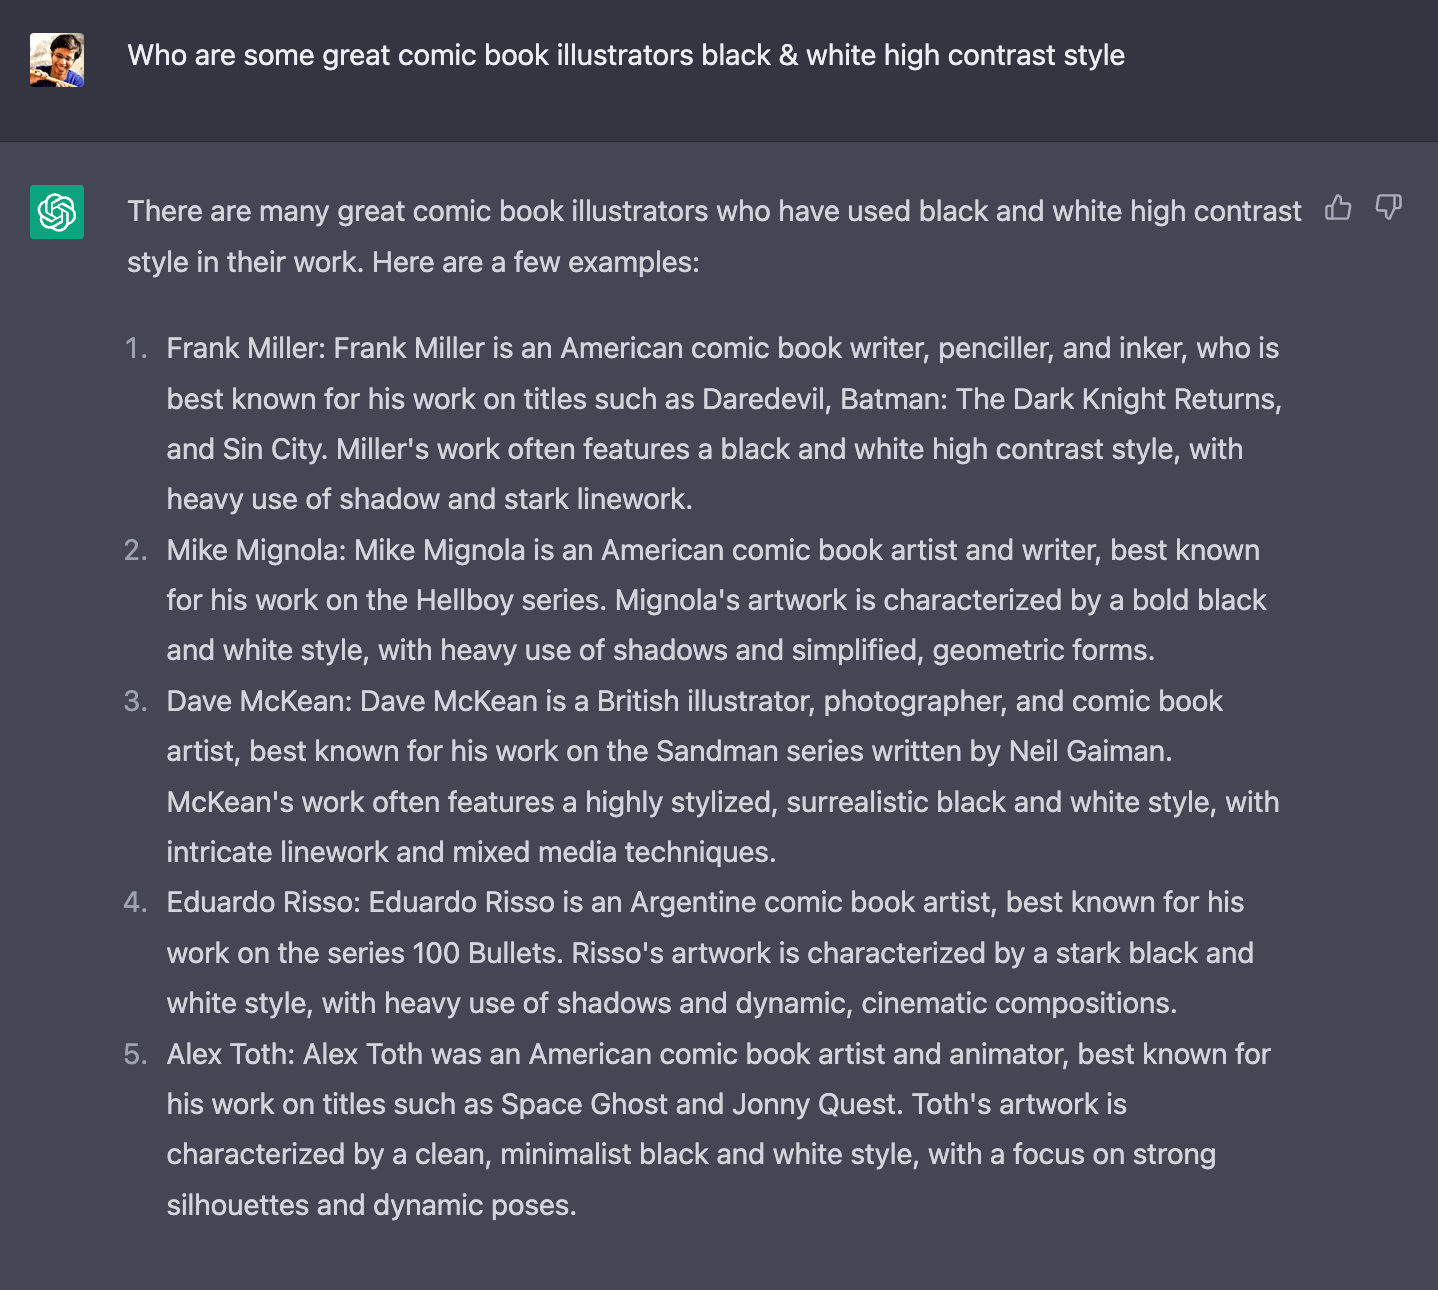 Who are some great comic book illustrators black & white high contrast style
There are many great comic book illustrators who have used black and white high contrast
style in their work. Here are a few examples:
1. Frank Miller: Frank Miller is an American comic book writer, penciller, and inker, who is
best known for his work on titles such as Daredevil, Batman: The Dark Knight Returns,
and Sin City. Miller's work often features a black and white high contrast style, with
heavy use of shadow and stark linework.
2. Mike Mignola: Mike Mignola is an American comic book artist and writer, best known
for his work on the Hellboy series. Mignola's artwork is characterized by a bold black
and white style, with heavy use of shadows and simplified, geometric forms.
3. Dave McKean: Dave McKean is a British illustrator, photographer, and comic book
artist, best known for his work on the Sandman series written by Neil Gaiman.
McKean's work often features a highly stylized, surrealistic black and white style, with
intricate linework and mixed media techniques.
4. Eduardo Risso: Eduardo Risso is an Argentine comic book artist, best known for his
work on the series 100 Bullets. Risso's artwork is characterized by a stark black and
white style, with heavy use of shadows and dynamic, cinematic compositions.
5. Alex Toth: Alex Toth was an American comic book artist and animator, best known for
his work on titles such as Space Ghost and Jonny Quest. Toth's artwork is
characterized by a clean, minimalist black and white style, with a focus on strong
silhouettes and dynamic poses.